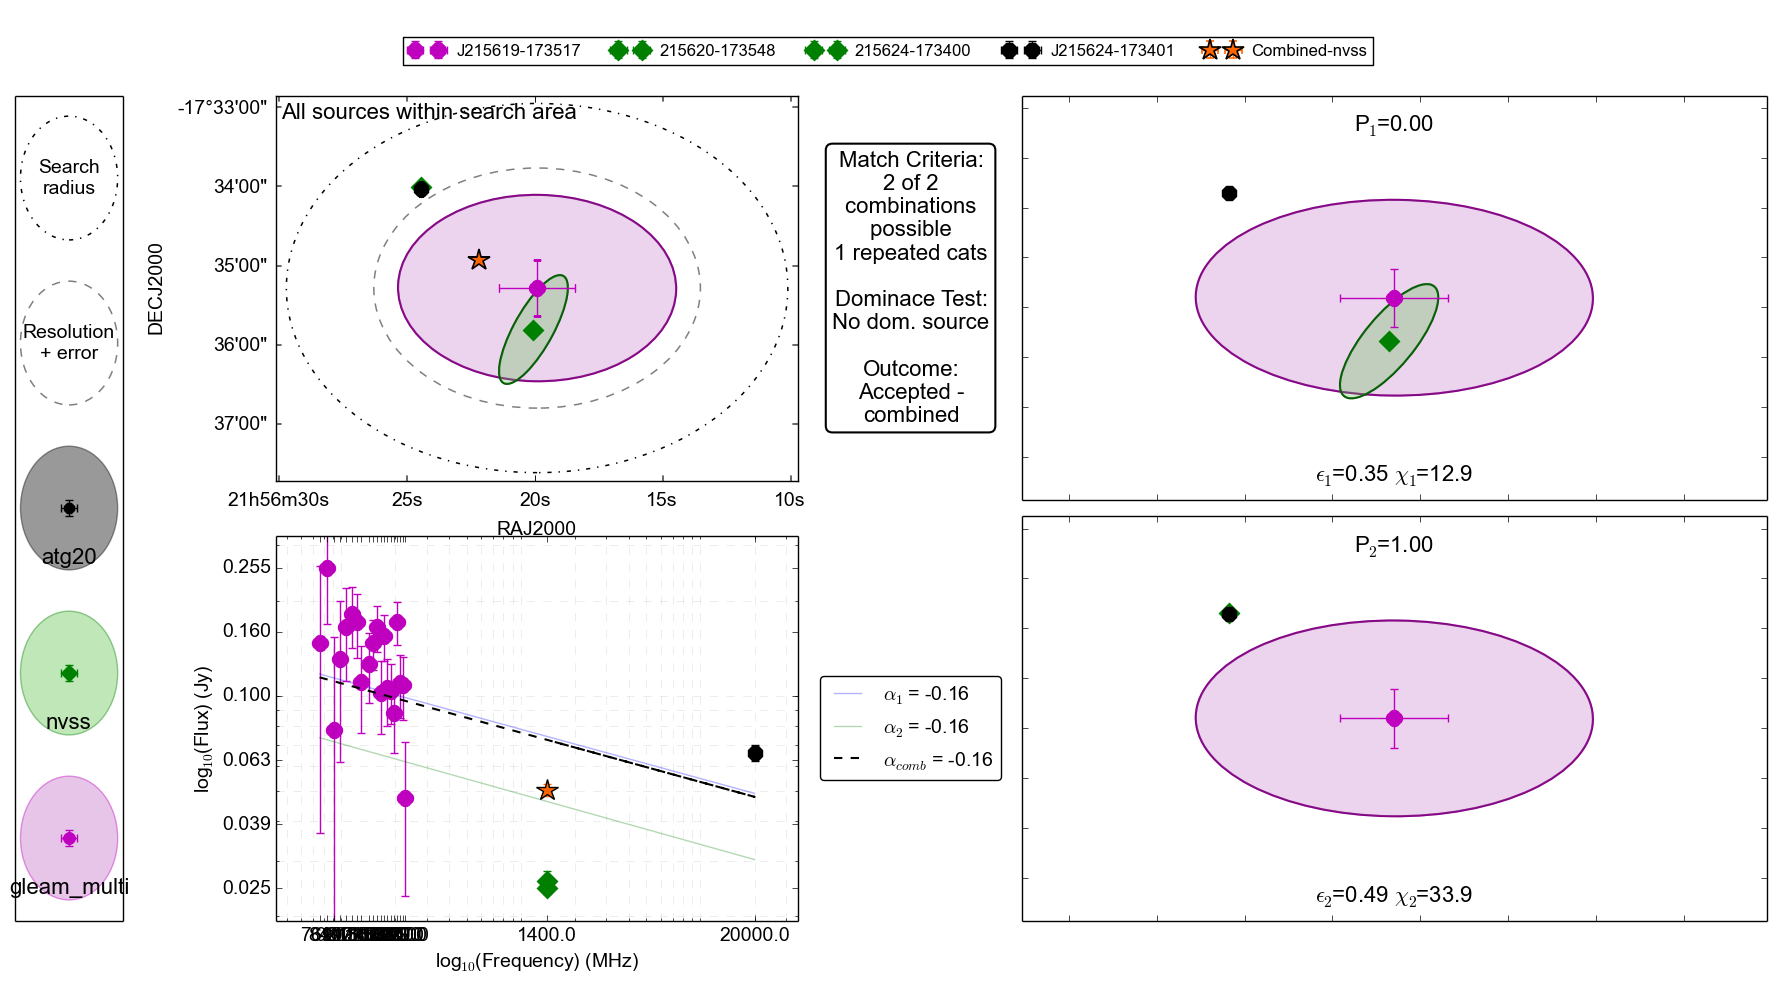 J215619-173517 215620-173548 215624-173400 J215624-173401 Combined-nvss
Search
radius
Resolution
+ error
atg20
nvss
gleam_multi
All sources within search area
-17°33'00"
34'00"
35'00"
36'00"
37'00"
DECJ2000
21h56m30s 25s 20s 15s 10s
RAJ2000
Match Criteria:
2 of 2
combinations
possible
1 repeated cats
Dominace Test:
No dom. source
Outcome:
Accepted -
combined
P1=0.00
ϵ1=0.35 χ1=12.9
P2=1.00
ϵ2=0.49 χ2=33.9
0.255
0.160
0.100
0.063
0.039
0.025
log10(Flux) (Jy)
1400.0 20000.0
log10(Frequency) (MHz)
α1 = -0.16
α2 = -0.16
αcomb = -0.16